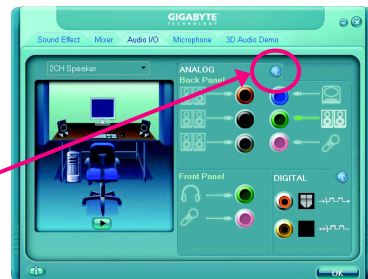 GIGABYTE
TECHNOLOGY
Sound Effect Mixer Audio I/O Microphone 3D Audio Demo
2CH Speaker
ANALOG
Back Panel
Front Panel
DIGITAL
OK